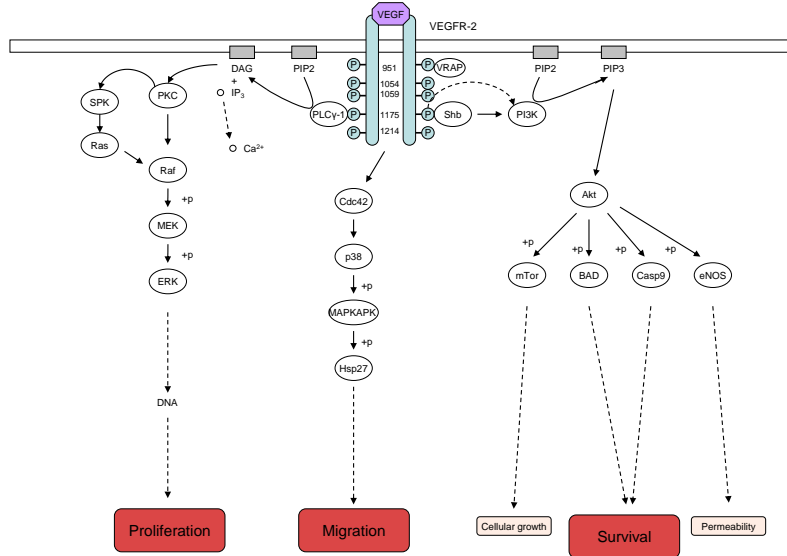 VEGF
VEGFR-2
DAG
PIP2
PIP2
PIP3
P
951
P
VRAP
+
IP3
P
1054
P
P
1059
P
SPK
PKC
PLCγ-1
P
1175
P
Shb
PI3K
P
1214
P
Ras
Ca2+
Raf
+p
Cdc42
Akt
MEK
+p
p38
+p
+p
+p
+p
ERK
mTor
BAD
Casp9
eNOS
+p
MAPKAPK
+p
Hsp27
DNA
Proliferation
Migration
Cellular growth
Survival
Permeability